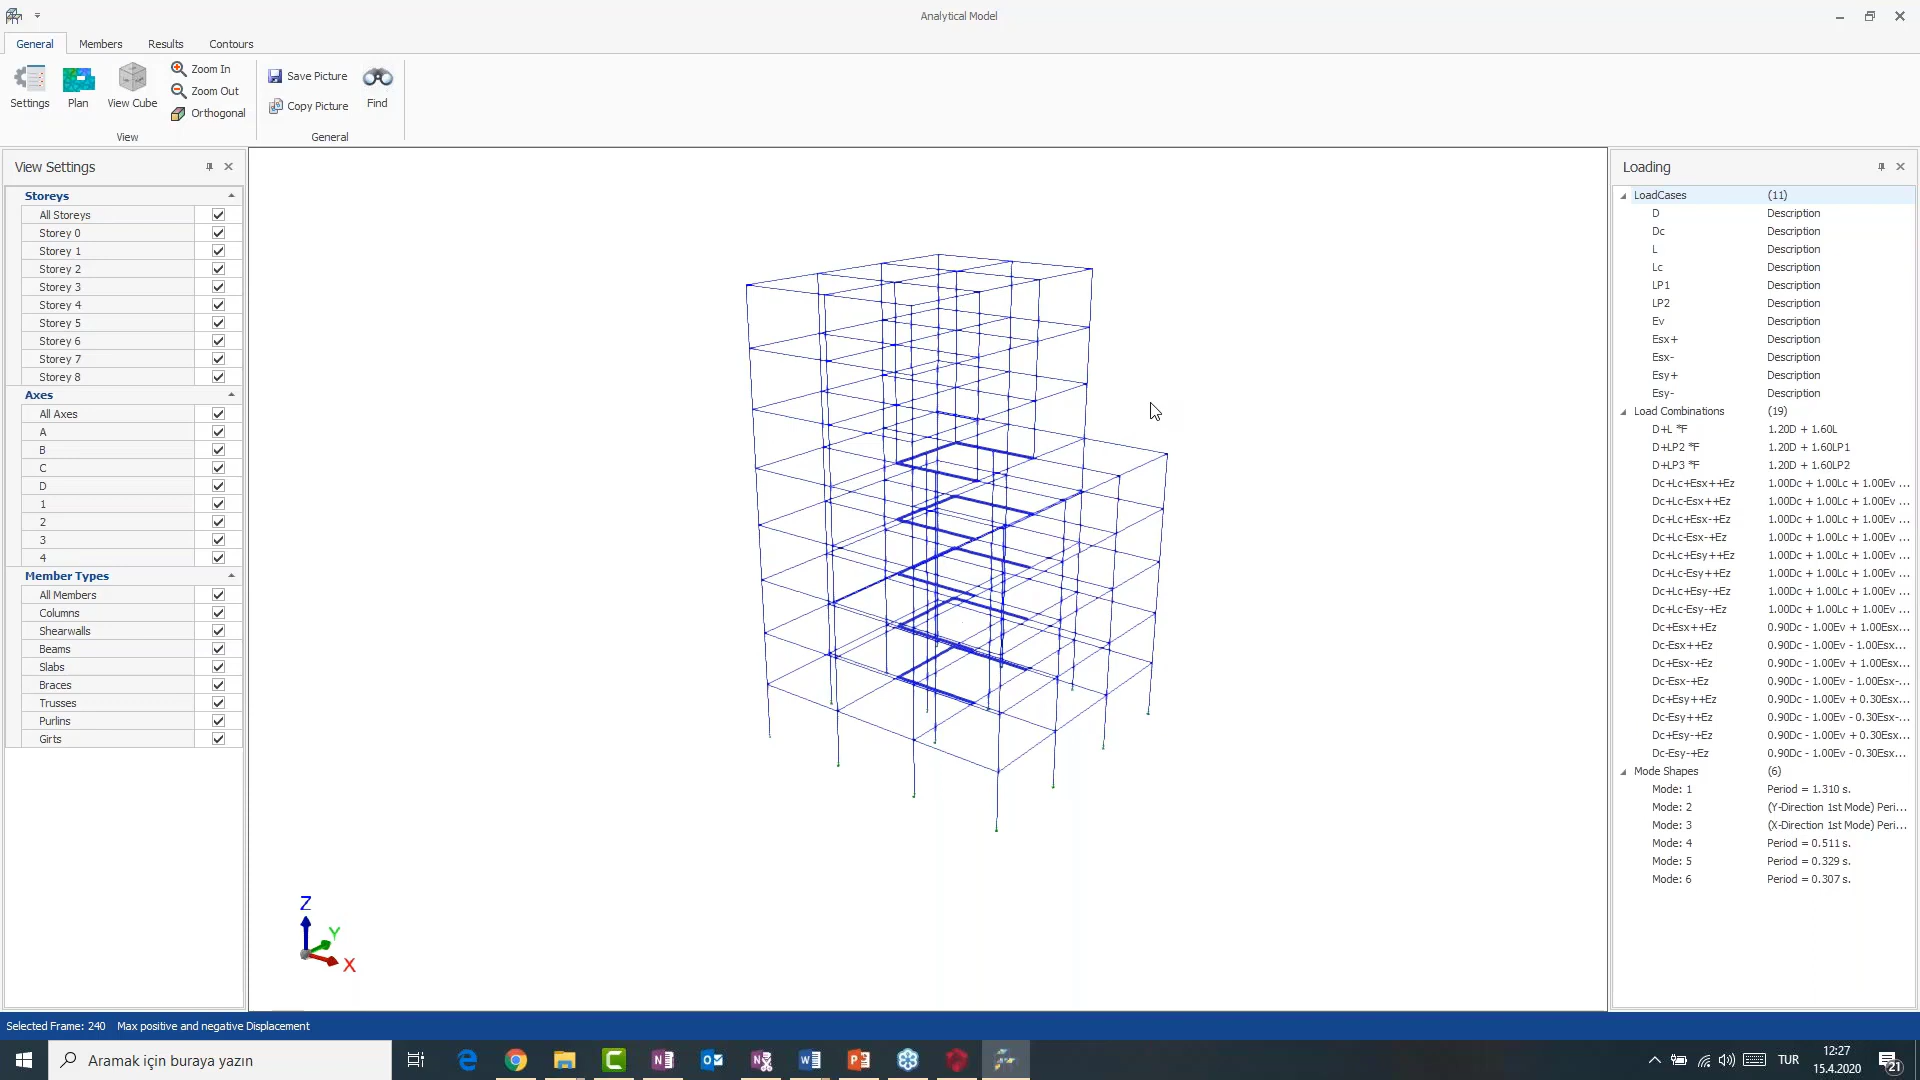 Analytical Model
General Members Results Contours
Settings
Plan
View Cube
Zoom In
Zoom Out
Orthogonal
View
Save Picture
Copy Picture
Find
General
View Settings
Storeys
All Storeys
Storey 0
Storey 1
Storey 2
Storey 3
Storey 4
Storey 5
Storey 6
Storey 7
Storey 8
Axes
All Axes
A
B
C
D
1
2
3
4
Member Types
All Members
Columns
Shearwalls
Beams
Slabs
Braces
Trusses
Purlins
Girts
Z
Y
X
Loading
LoadCases (11)
D Description
Dc Description
L Description
Lc Description
LP1 Description
LP2 Description
Ev Description
Esx+ Description
Esx- Description
Esy+ Description
Esy- Description
Load Combinations (19)
D+L *F 1.20D + 1.60L
D+LP2 *F 1.20D + 1.60LP1
D+LP3 *F 1.20D + 1.60LP2
Dc+Lc+Esx++Ez 1.00Dc + 1.00Lc + 1.00Ev ...
Dc+Lc-Esx++Ez 1.00Dc + 1.00Lc + 1.00Ev ...
Dc+Lc+Esx-+Ez 1.00Dc + 1.00Lc + 1.00Ev ...
Dc+Lc-Esx-+Ez 1.00Dc + 1.00Lc + 1.00Ev ...
Dc+Lc+Esy++Ez 1.00Dc + 1.00Lc + 1.00Ev ...
Dc+Lc-Esy++Ez 1.00Dc + 1.00Lc + 1.00Ev ...
Dc+Lc+Esy-+Ez 1.00Dc + 1.00Lc + 1.00Ev ...
Dc+Lc-Esy-+Ez 1.00Dc + 1.00Lc + 1.00Ev ...
Dc+Esx++Ez 0.90Dc - 1.00Ev + 1.00Esx...
Dc-Esx++Ez 0.90Dc - 1.00Ev - 1.00Esx...
Dc+Esx-+Ez 0.90Dc - 1.00Ev + 1.00Esx...
Dc-Esx-+Ez 0.90Dc - 1.00Ev - 1.00Esx-...
Dc+Esy++Ez 0.90Dc - 1.00Ev + 0.30Esx...
Dc-Esy++Ez 0.90Dc - 1.00Ev - 0.30Esx-...
Dc+Esy-+Ez 0.90Dc - 1.00Ev + 0.30Esx...
Dc-Esy-+Ez 0.90Dc - 1.00Ev - 0.30Esx...
Mode Shapes (6)
Mode: 1 Period = 1.310 s.
Mode: 2 (Y-Direction 1st Mode) Peri...
Mode: 3 (X-Direction 1st Mode) Peri...
Mode: 4 Period = 0.511 s.
Mode: 5 Period = 0.329 s.
Mode: 6 Period = 0.307 s.
Selected Frame: 240 Max positive and negative Displacement
Aramak için buraya yazın
TUR
12:27
15.4.2020
21